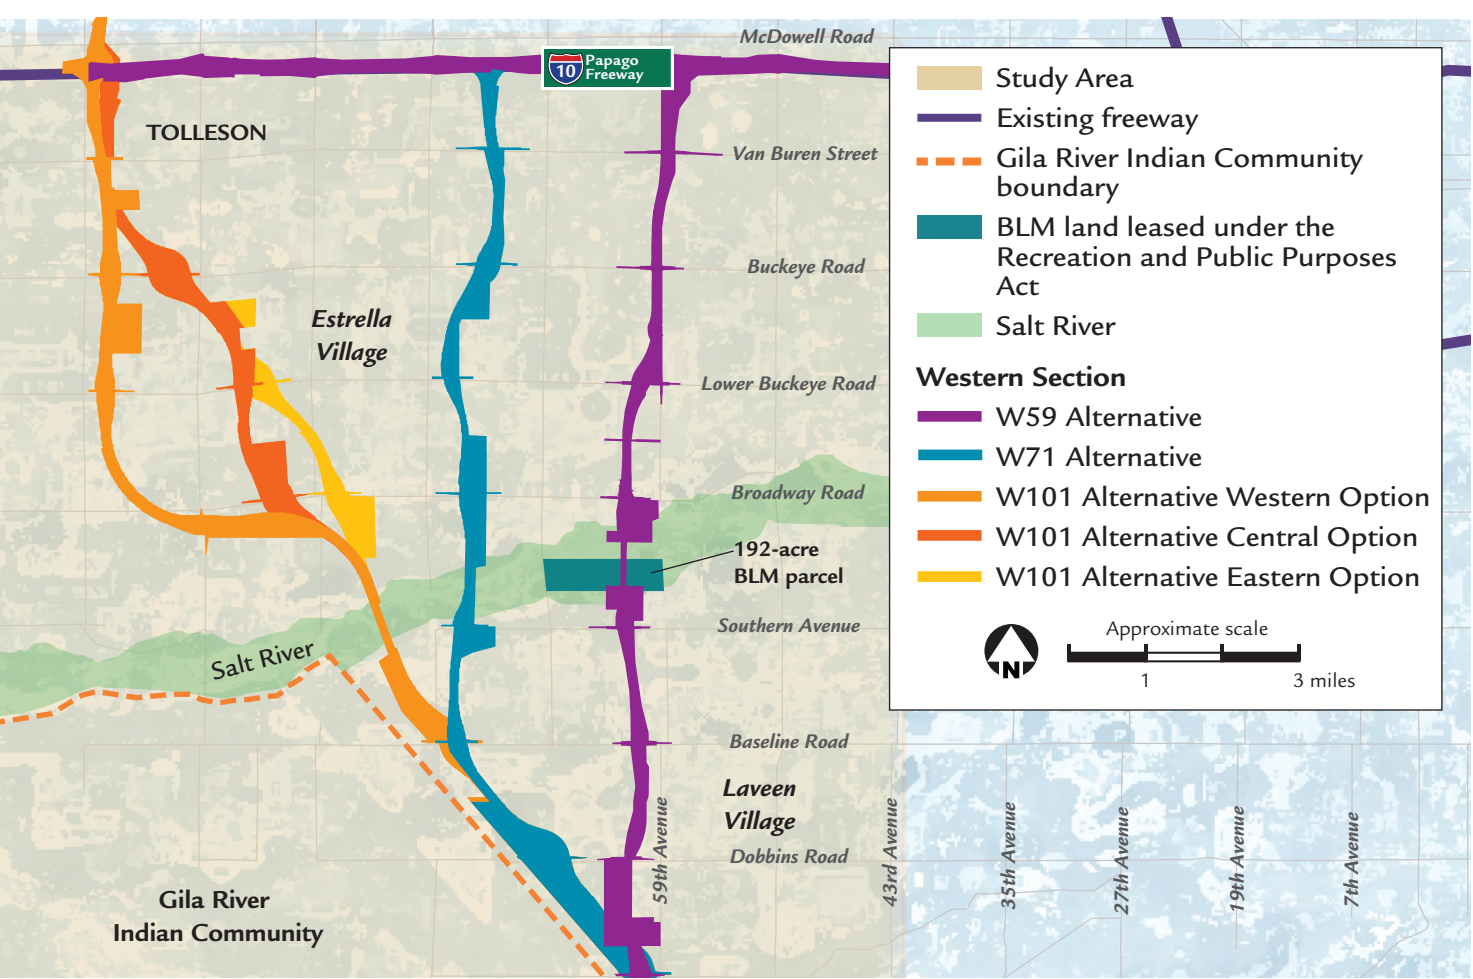 McDowell Road
10
Papago
Freeway
TOLLESON
Van Buren Street
Buckeye Road
Estrella
Village
Lower Buckeye Road
Broadway Road
192-acre
BLM parcel
Southern Avenue
Salt River
Baseline Road
Laveen
Village
59th Avenue
Dobbins Road
43rd Avenue
35th Avenue
27th Avenue
19th Avenue
7th Avenue
Gila River
Indian Community
Study Area
Existing freeway
Gila River Indian Community
boundary
BLM land leased under the
Recreation and Public Purposes
Act
Salt River
Western Section
W59 Alternative
W71 Alternative
W101 Alternative Western Option
W101 Alternative Central Option
W101 Alternative Eastern Option
N
Approximate scale
1
3 miles